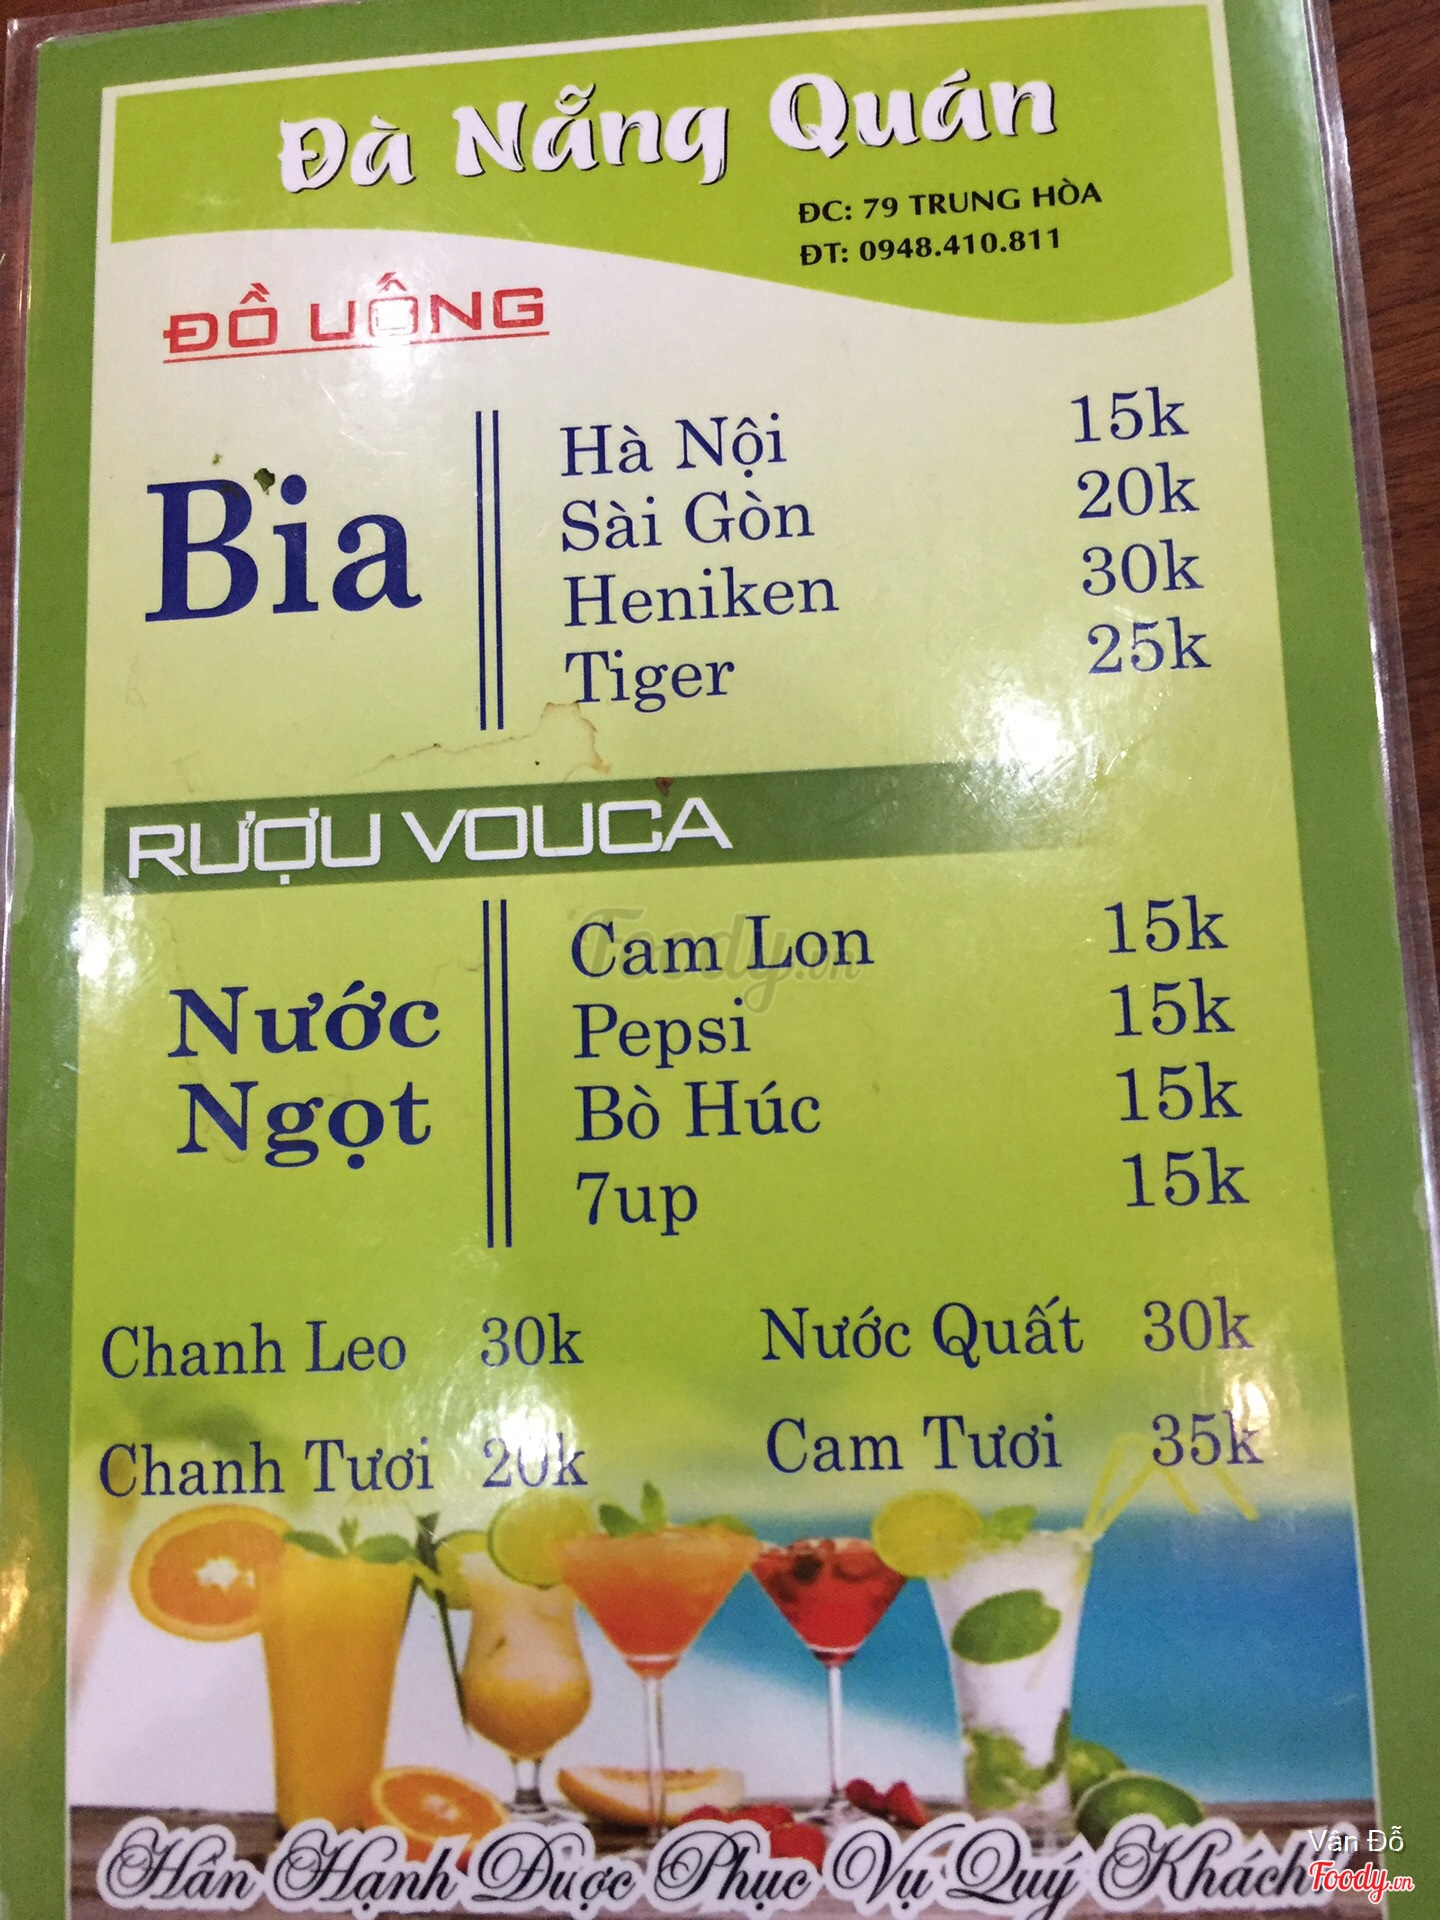 Đà Nẵng Quán
ĐC: 79 TRUNG HÒA
ĐT: 0948.410.811
ĐỒ UỐNG
Bia
Hà Nội 15k
Sài Gòn 20k
Heniken 30k
Tiger 25k
RƯỢU VOUCA
Nước Ngọt
Cam Lon 15k
Pepsi 15k
Bò Húc 15k
7up 15k
Chanh Leo 30k Nước Quất 30k
Chanh Tươi 20k Cam Tươi 35k
Hân Hạnh Được Phục Vụ Quý Khách
Foody.vn
Vân Đỗ
Foody.vn